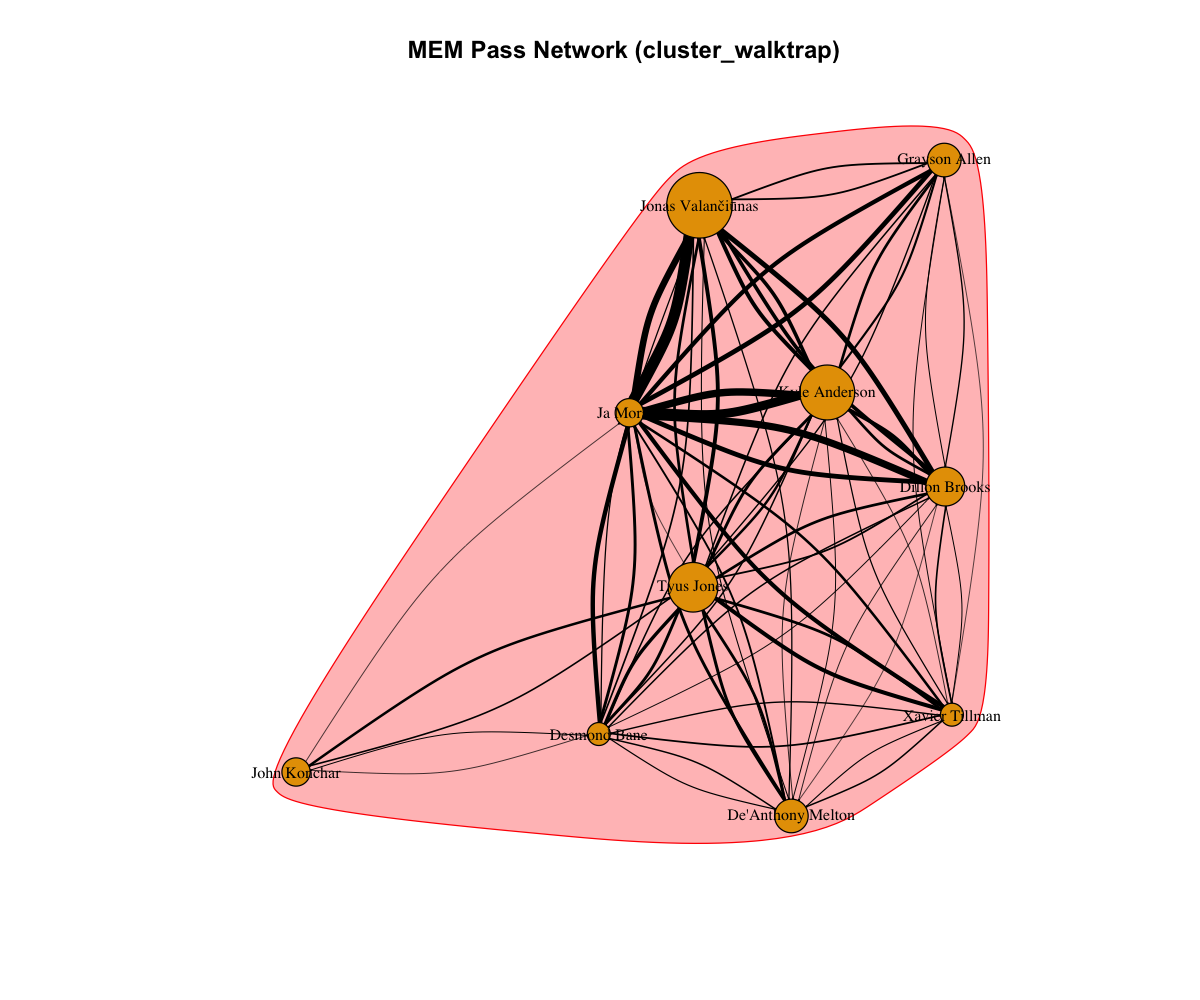 MEM Pass Network (cluster_walktrap)
Grayson Allen
Jonas Valančiūnas
Kyle Anderson
Ja Mor
Dillon Brooks
Tyus Jones
Xavier Tillman
Desmond Bane
John Konchar
De'Anthony Melton